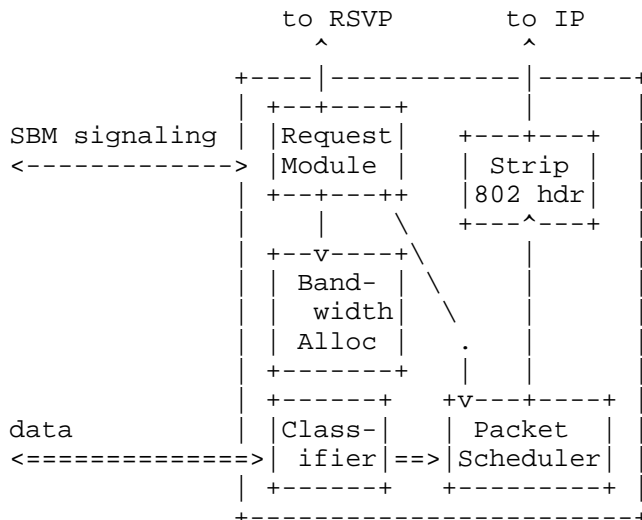 to RSVP to IP
SBM signaling
Request
Module
Strip
802 hdr
Band-
width
Alloc
data
Class-
ifier
Packet
Scheduler